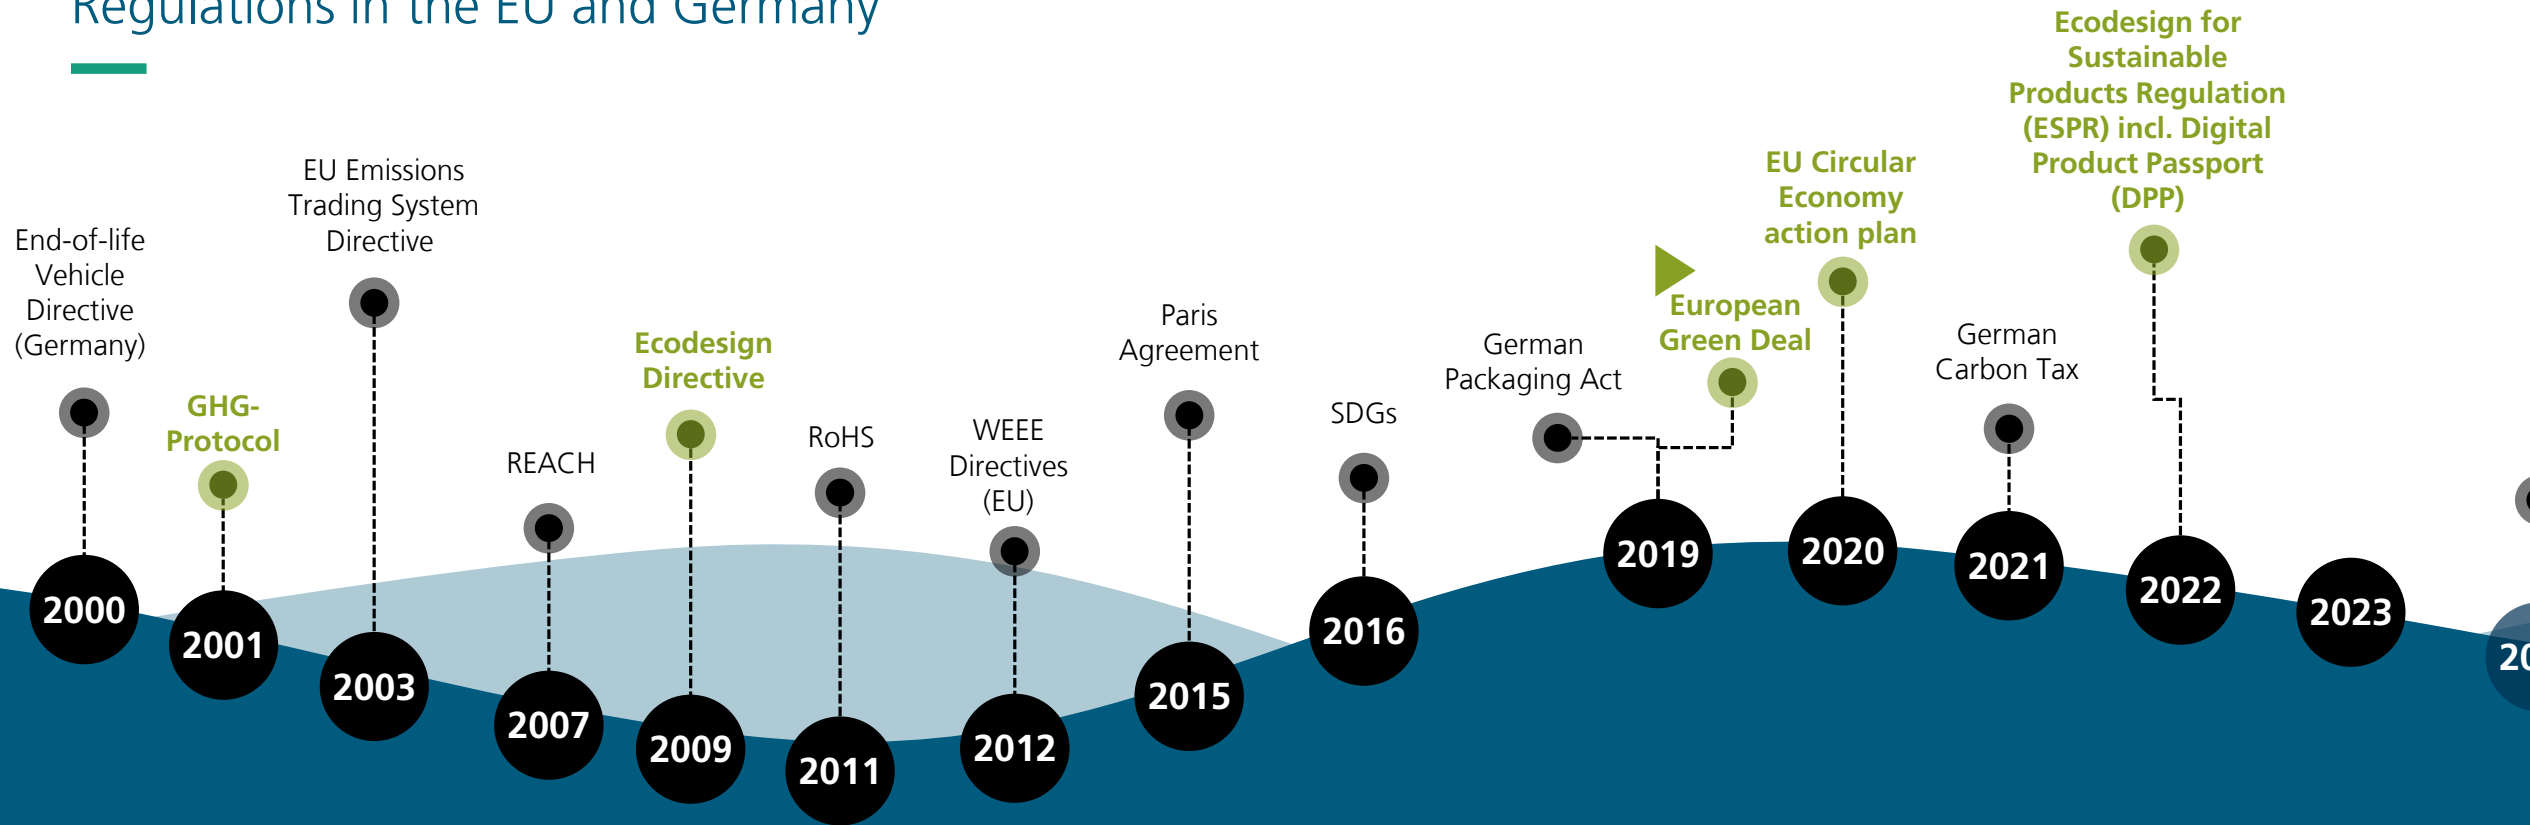 Regulations in the EU and Germany
End-of-life
Vehicle
Directive
(Germany)
GHG-
Protocol
EU Emissions
Trading System
Directive
REACH
Ecodesign
Directive
RoHS
WEEE
Directives
(EU)
Paris
Agreement
SDGs
German
Packaging Act
European
Green Deal
EU Circular
Economy
action plan
German
Carbon Tax
Ecodesign for
Sustainable
Products Regulation
(ESPR) incl. Digital
Product Passport
(DPP)
2000
2001
2003
2007
2009
2011
2012
2015
2016
2019
2020
2021
2022
2023